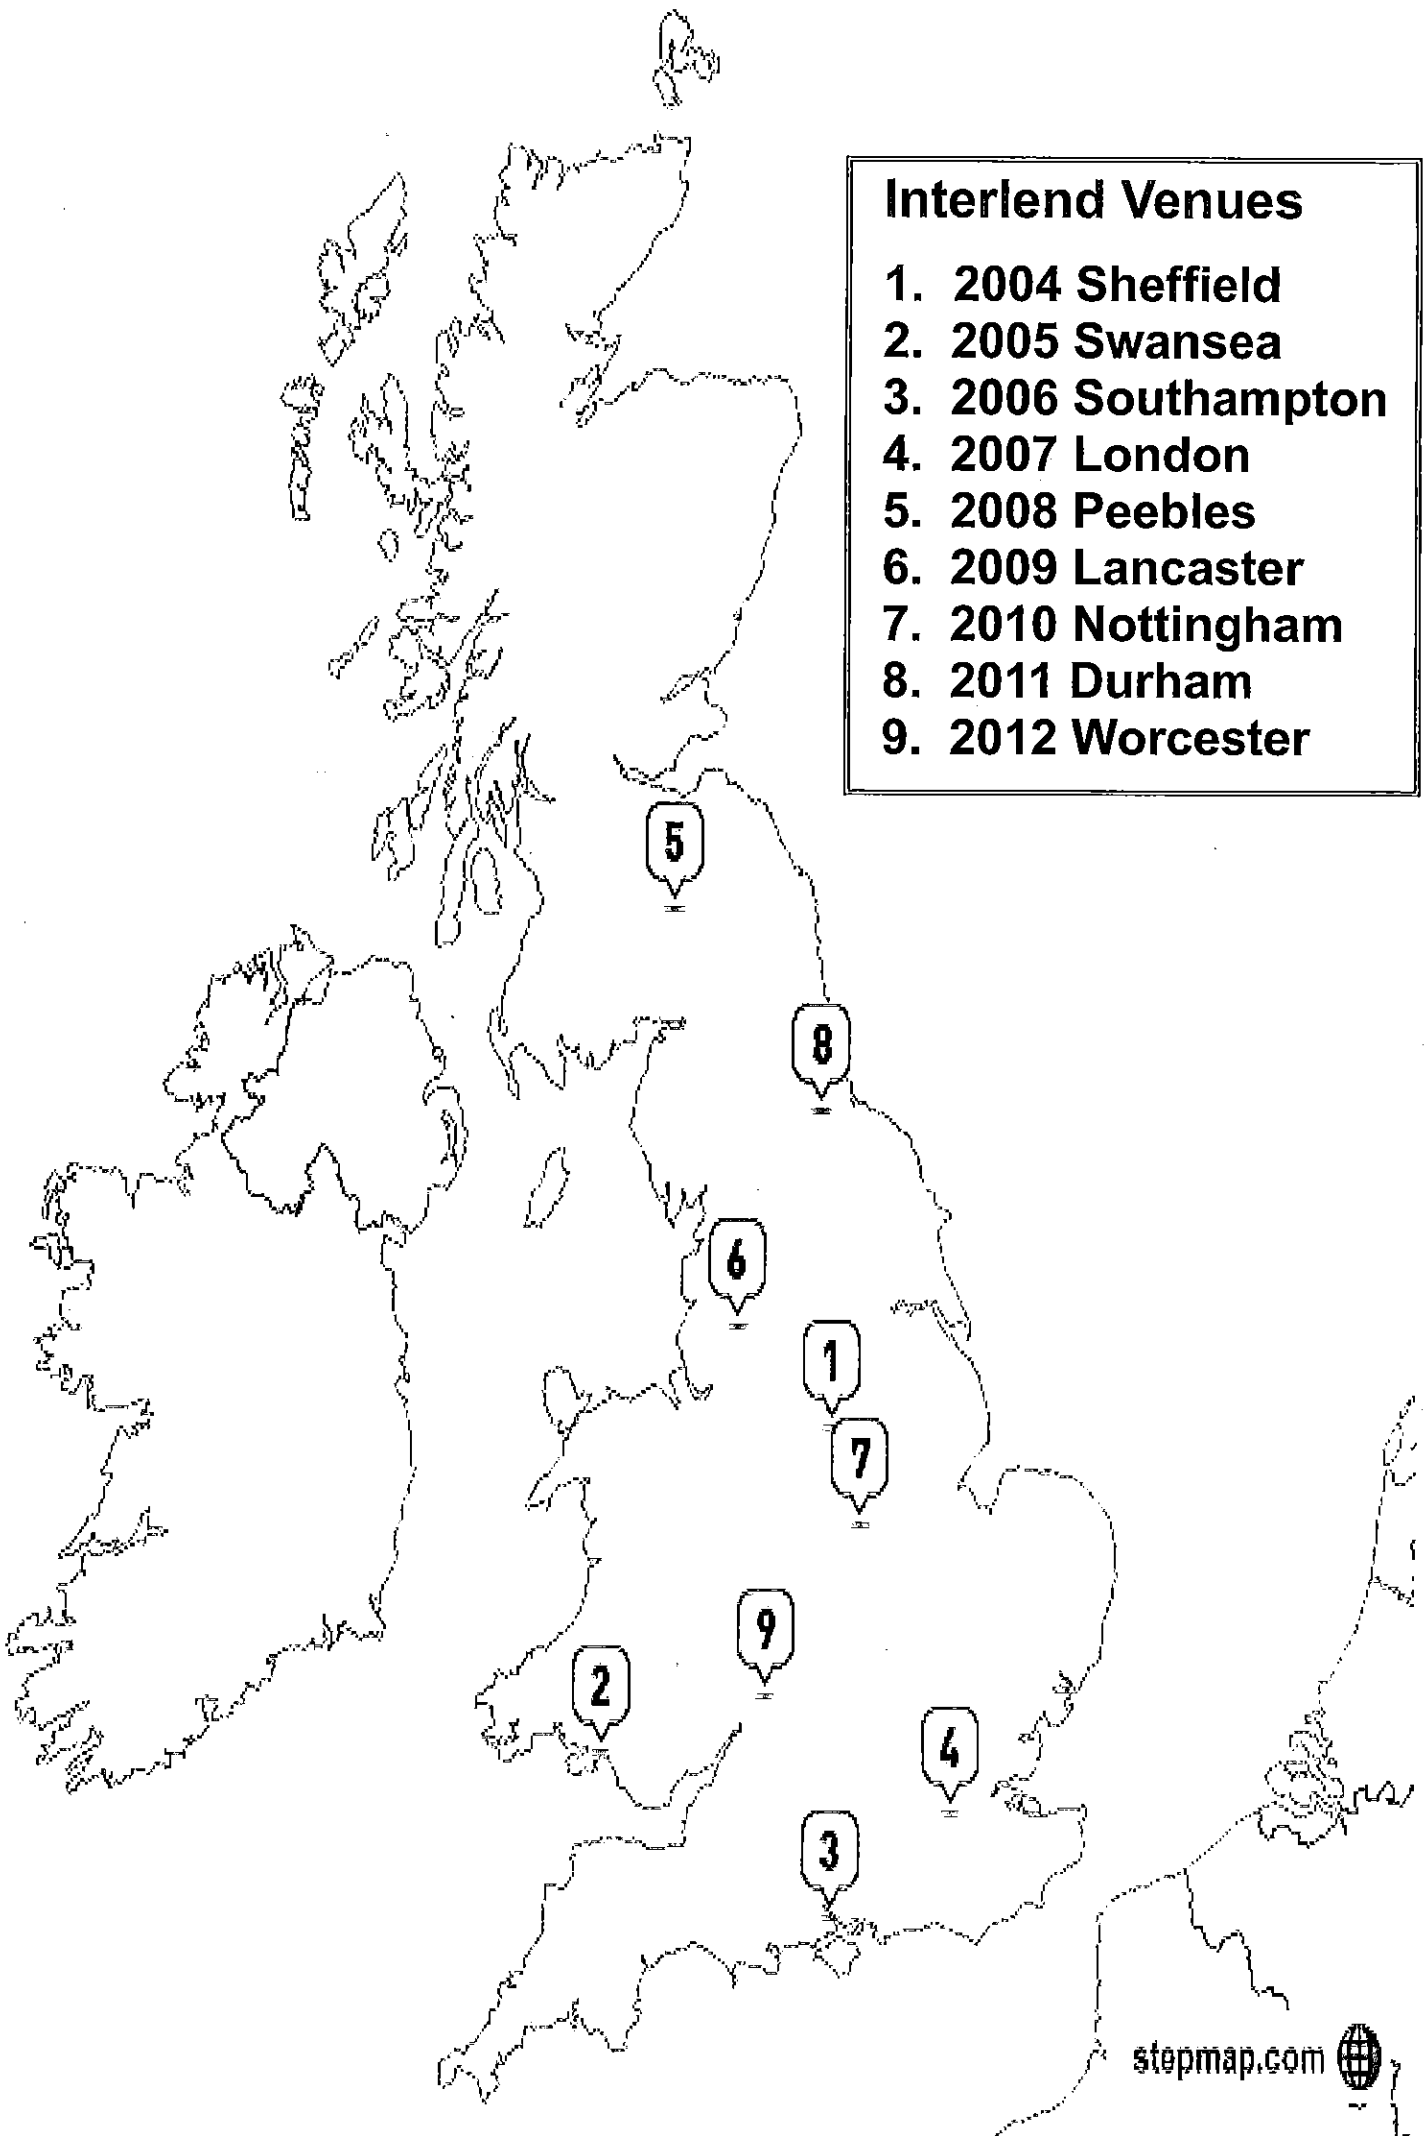 Interlend Venues
1. 2004 Sheffield
2. 2005 Swansea
3. 2006 Southampton
4. 2007 London
5. 2008 Peebles
6. 2009 Lancaster
7. 2010 Nottingham
8. 2011 Durham
9. 2012 Worcester
5
8
6
1
7
9
2
4
3
stepmap.com